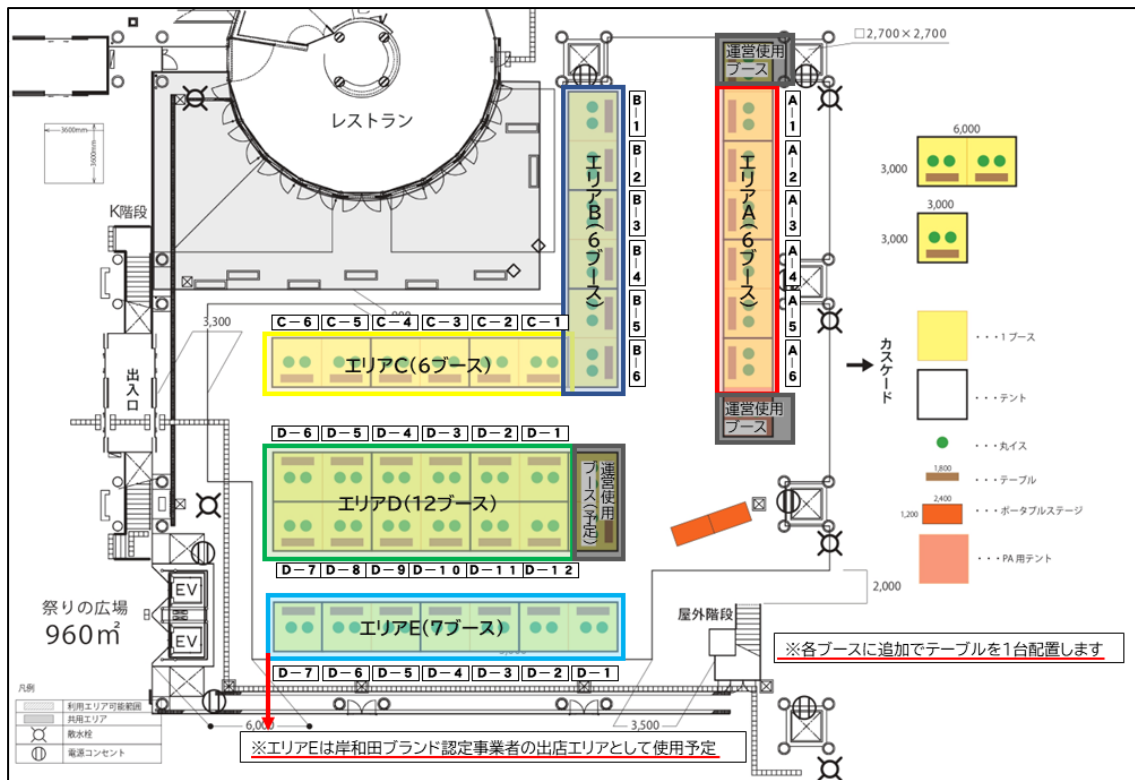 運営使用
ブース
□2,700×2,700
レストラン
3600mm
3600mm
K階段
B-1
B-2
B-3
B-4
B-5
B-6
エリアB(6ブース)
A-1
A-2
A-3
A-4
A-5
A-6
エリアA(6ブース)
運営使用
ブース
6,000
3,000
3,000
3,000
3,300
C-6 C-5 C-4 C-3 C-2 C-1
エリアC(6ブース)
出入口
カスケード
・・・1ブース
・・・テント
・・・丸イス
1,800
・・・テーブル
2,400
1,200
・・・ポータブルステージ
・・・PA用テント
D-6 D-5 D-4 D-3 D-2 D-1
エリアD(12ブース)
運営使用
ブース(予定)
D-7 D-8 D-9 D-10 D-11 D-12
2,000
EV
EV
祭りの広場
960㎡
エリアE(7ブース)
屋外階段
D-7 D-6 D-5 D-4 D-3 D-2 D-1
※各ブースに追加でテーブルを1台配置します
凡例
利用エリア可能範囲
共用エリア
散水栓
電源コンセント
6,000
3,500
※エリアEは岸和田ブランド認定事業者の出店エリアとして使用予定